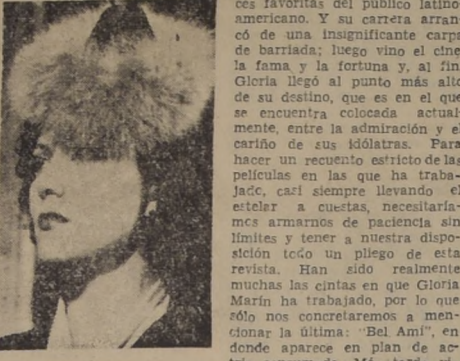 ces favoritas del público latino
americano. Y su carrera arran
có de una insignificante carpa
de barriada; luego vino el cine
la fama y la fortuna y, al fin
Gloria llegó al punto más alto
de su destino, que es en el que
se encuentra colocada actual
mente, entre la admiración y el
cariño de sus idólatras. Para
hacer un recuento estricto de las
películas en las que ha traba-
jado, casi siempre llevando el
estelar a cuestas, necesitaría-
mos armarnos de paciencia sin
límites y tener a nuestra dispo-
sición todo un pliego de esta
revista. Han sido realmente
muchas las cintas en que Gloria
Marín ha trabajado, por lo que
sólo nos concretaremos a men-
cionar la última: "Bel Ami", en
donde aparece en plan de ac-